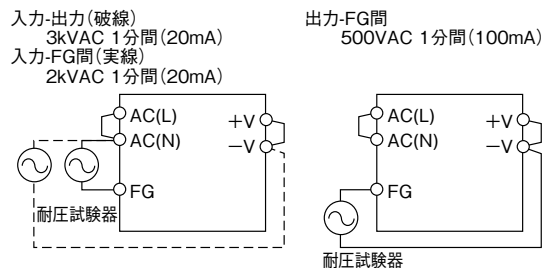 入力-出力(破線)
3kVAC 1分間(20mA)
入力-FG間(実線)
2kVAC 1分間(20mA)
AC(L)
AC(N)
FG
+V
−V
耐圧試験器
出力-FG間
500VAC 1分間(100mA)
AC(L)
AC(N)
FG
+V
−V
耐圧試験器